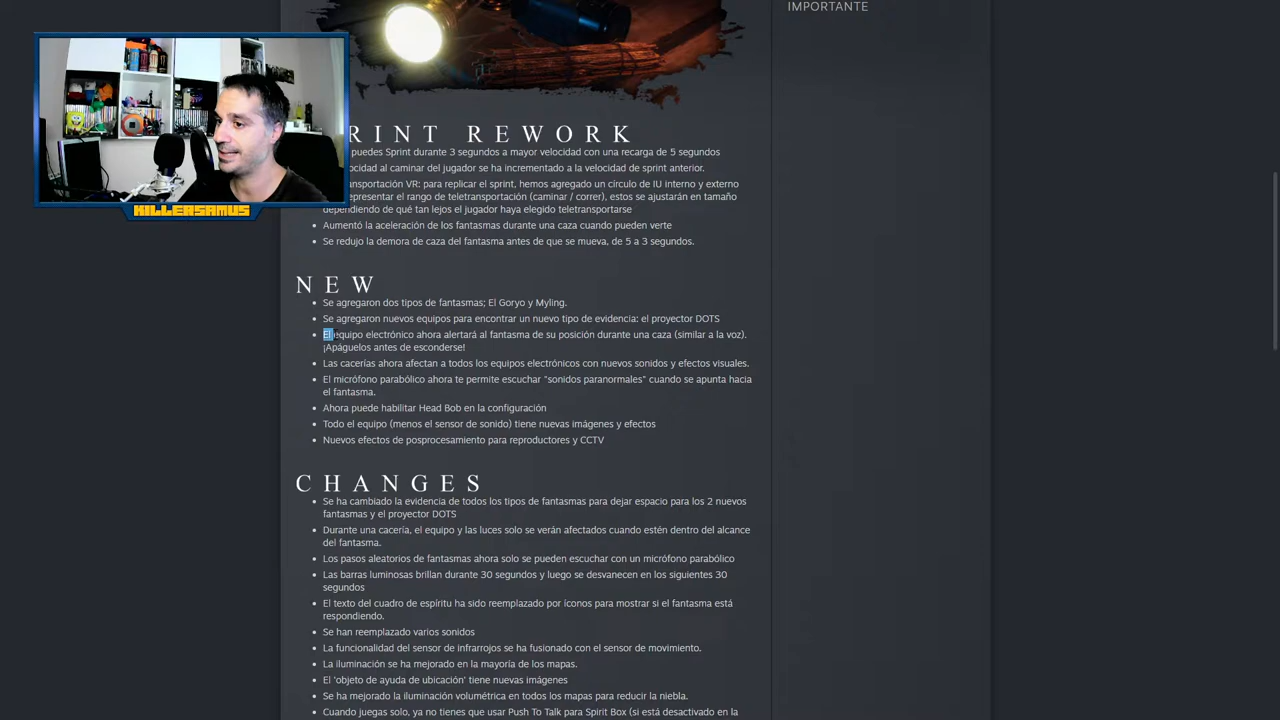 IMPORTANTE
RINT REWORK
puedes Sprint durante 3 segundos a mayor velocidad con una recarga de 5 segundos
ocidad al caminar del jugador se ha incrementado a la velocidad de sprint anterior.
transportación VR: para replicar el sprint, hemos agregado un círculo de IU interno y externo
epresentar el rango de teletransportación (caminar / correr), estos se ajustarán en tamaño
dependiendo de qué tan lejos el jugador haya elegido teletransportarse
Aumentó la aceleración de los fantasmas durante una caza cuando pueden verte
Se redujo la demora de caza del fantasma antes de que se mueva, de 5 a 3 segundos.
KILLERSAMUS
NEW
Se agregaron dos tipos de fantasmas; El Goryo y Myling.
Se agregaron nuevos equipos para encontrar un nuevo tipo de evidencia: el proyector DOTS
El equipo electrónico ahora alertará al fantasma de su posición durante una caza (similar a la voz).
¡Apáguelos antes de esconderse!
Las cacerías ahora afectan a todos los equipos electrónicos con nuevos sonidos y efectos visuales.
El micrófono parabólico ahora te permite escuchar "sonidos paranormales" cuando se apunta hacia
el fantasma.
Ahora puede habilitar Head Bob en la configuración
Todo el equipo (menos el sensor de sonido) tiene nuevas imágenes y efectos
Nuevos efectos de posprocesamiento para reproductores y CCTV
CHANGES
Se ha cambiado la evidencia de todos los tipos de fantasmas para dejar espacio para los 2 nuevos
fantasmas y el proyector DOTS
Durante una cacería, el equipo y las luces solo se verán afectados cuando estén dentro del alcance
del fantasma.
Los pasos aleatorios de fantasmas ahora solo se pueden escuchar con un micrófono parabólico
Las barras luminosas brillan durante 30 segundos y luego se desvanecen en los siguientes 30
segundos
El texto del cuadro de espíritu ha sido reemplazado por íconos para mostrar si el fantasma está
respondiendo.
Se han reemplazado varios sonidos
La funcionalidad del sensor de infrarrojos se ha fusionado con el sensor de movimiento.
La iluminación se ha mejorado en la mayoría de los mapas.
El 'objeto de ayuda de ubicación' tiene nuevas imágenes
Se ha mejorado la iluminación volumétrica en todos los mapas para reducir la niebla.
Cuando juegas solo, ya no tienes que usar Push To Talk para Spirit Box (si está desactivado en la